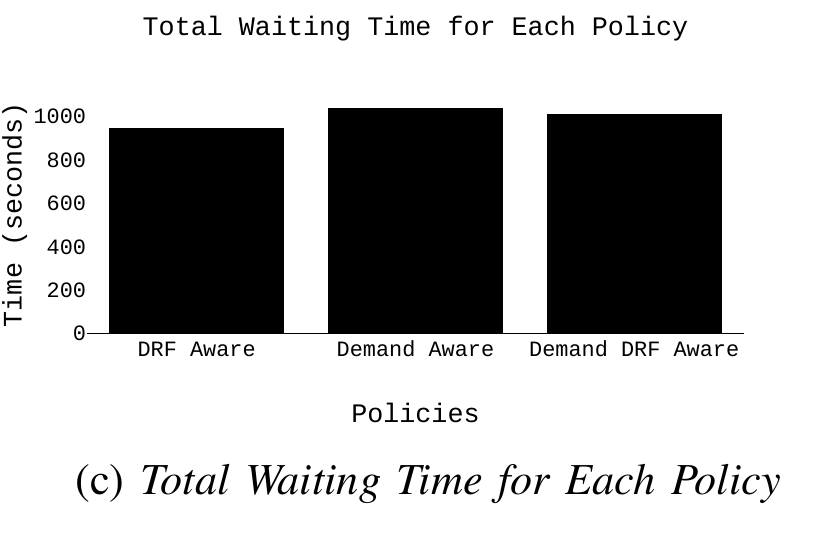 Total Waiting Time for Each Policy
Time (seconds)
1000
800
600
400
200
0
DRF Aware Demand Aware Demand DRF Aware
Policies
(c) Total Waiting Time for Each Policy